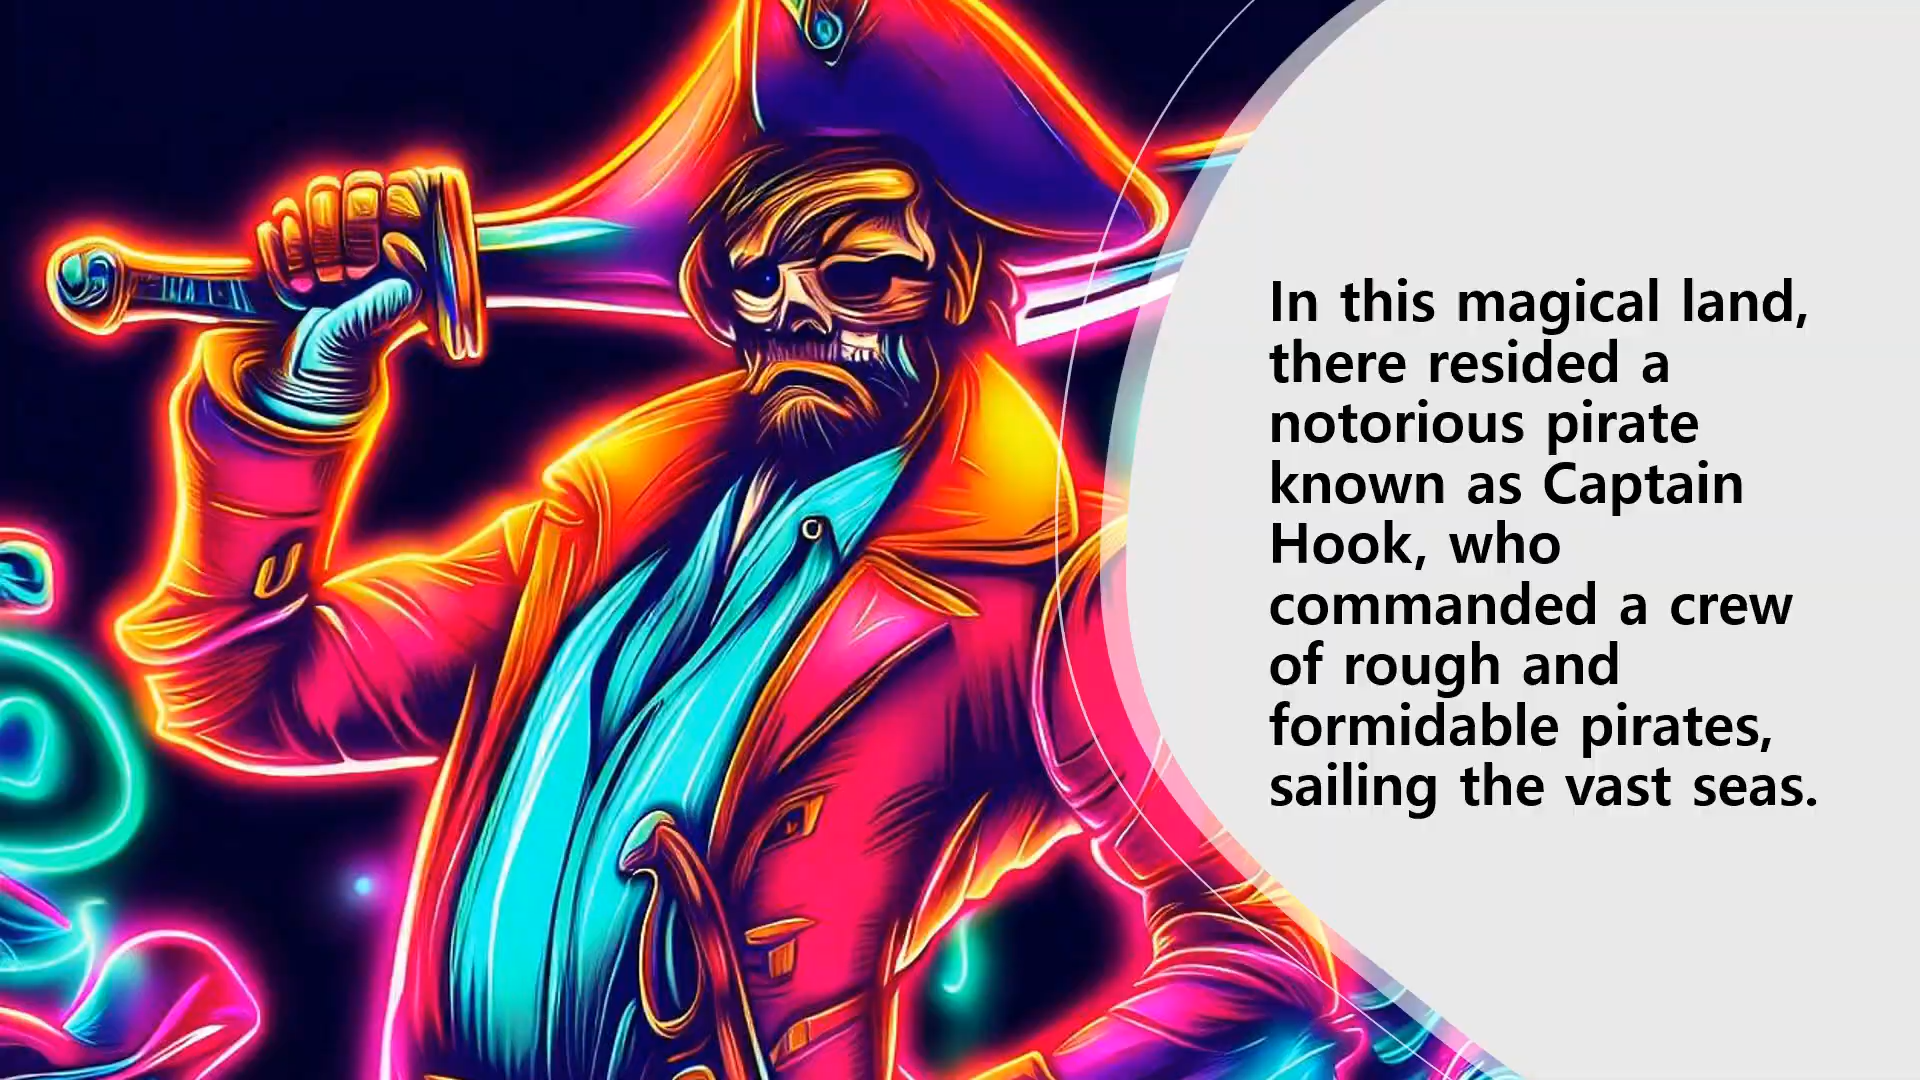 In this magical land,
there resided a
notorious pirate
known as Captain
Hook, who
commanded a crew
of rough and
formidable pirates,
sailing the vast seas.